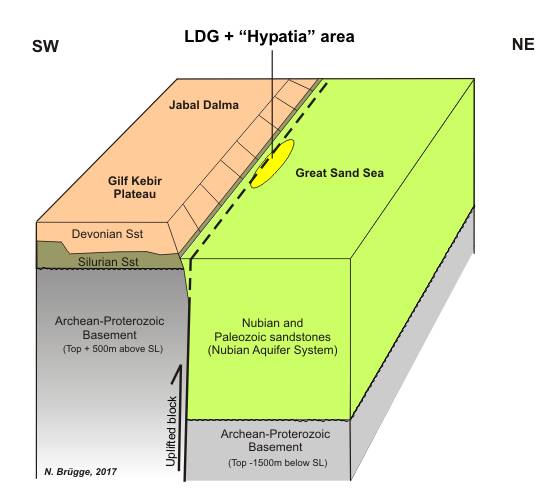 LDG + “Hypatia” area
SW
NE
Jabal Dalma
Gilf Kebir
Plateau
Great Sand Sea
Devonian Sst
Silurian Sst
Archean-Proterozoic
Basement
(Top + 500m above SL)
Nubian and
Paleozoic sandstones
(Nubian Aquifer System)
Uplifted block
Archean-Proterozoic
Basement
(Top -1500m below SL)
N. Brügge, 2017